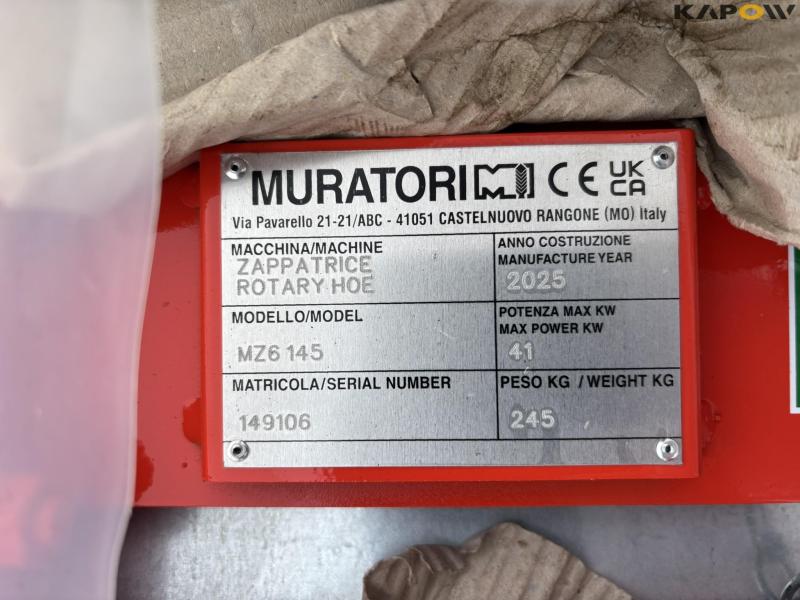 KAPOW
MURATORI M CE UK CA
Via Pavarello 21-21/ABC - 41051 CASTELNUOVO RANGONE (MO) Italy
MACCHINA/MACHINE
ZAPPATRICE
ROTARY HOE
ANNO COSTRUZIONE
MANUFACTURE YEAR
2025
MODELLO/MODEL
MZ6 145
POTENZA MAX KW
MAX POWER KW
41
MATRICOLA/SERIAL NUMBER
149106
PESO KG / WEIGHT KG
245